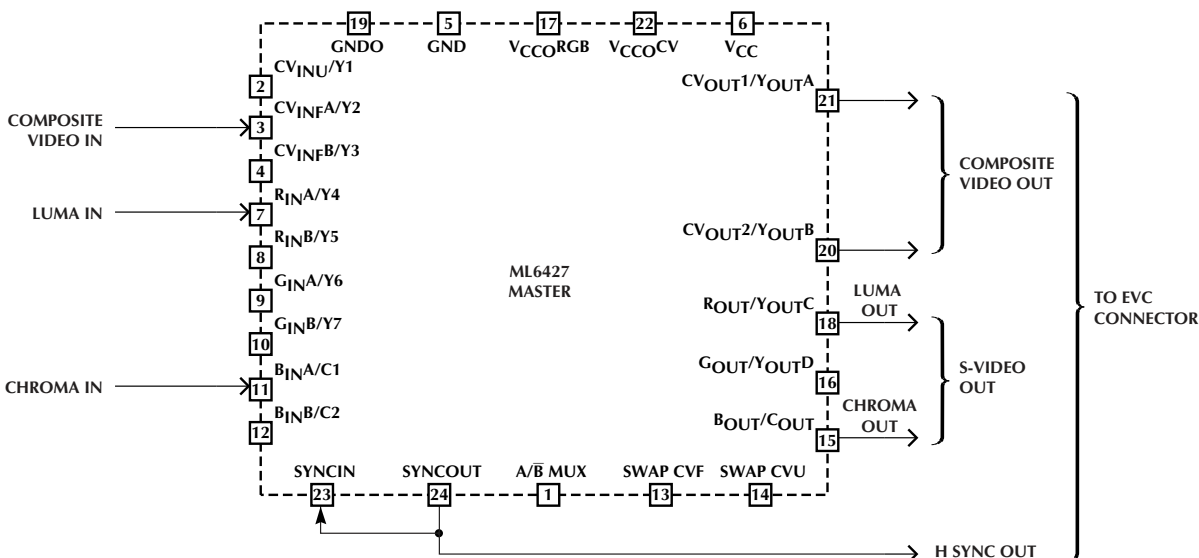 19 5 17 22 6
GNDO GND VCCORGB VCCOCV VCC
2 CVINU/Y1
CVOUT1/YOUTA
21
COMPOSITE
VIDEO IN
3 CVINFA/Y2
4 CVINFB/Y3
COMPOSITE
VIDEO OUT
LUMA IN
7 RINA/Y4
8 RINB/Y5
CVOUT2/YOUTB
20
9 GINA/Y6
ML6427
MASTER
ROUT/YOUTC
18
LUMA
OUT
TO EVC
CONNECTOR
10 GINB/Y7
GOUT/YOUTD
16
S-VIDEO
OUT
CHROMA IN
11 BINA/C1
12 BINB/C2
BOUT/COUT
15
CHROMA
OUT
SYNCIN SYNCOUT A/B̅ MUX SWAP CVF SWAP CVU
23 24 1 13 14
H SYNC OUT